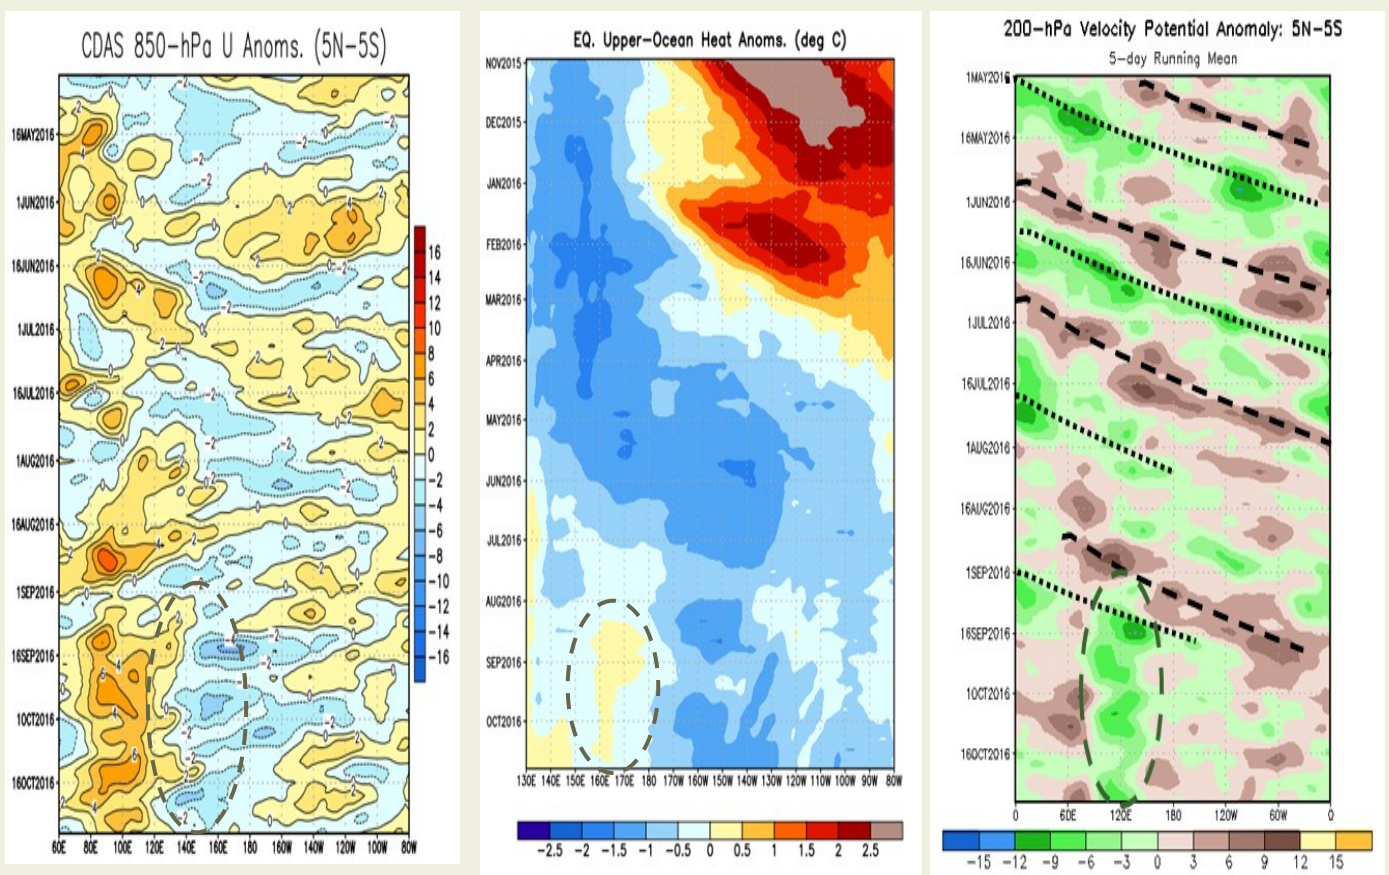 CDAS 850-hPa U Anoms. (5N-5S)
16MAY2016
1JUN2016
16JUN2016
1JUL2016
16JUL2016
1AUG2016
16AUG2016
1SEP2016
16SEP2016
1OCT2016
16OCT2016
60E 80E 100E 120E 140E 160E 180 160W 140W 120W 100W 80W
16
14
12
10
8
6
4
2
0
-2
-4
-6
-8
-10
-12
-14
-16
EQ. Upper-Ocean Heat Anoms. (deg C)
NOV2015
DEC2015
JAN2016
FEB2016
MAR2016
APR2016
MAY2016
JUN2016
JUL2016
AUG2016
SEP2016
OCT2016
130E 140E 150E 160E 170E 180 170W 160W 150W 140W 130W 120W 110W 100W 90W 80W
-2.5 -2 -1.5 -1 -0.5 0 0.5 1 1.5 2 2.5
200-hPa Velocity Potential Anomaly: 5N-5S
5-day Running Mean
1MAY2016
16MAY2016
1JUN2016
16JUN2016
1JUL2016
16JUL2016
1AUG2016
16AUG2016
1SEP2016
16SEP2016
1OCT2016
16OCT2016
0 60E 120E 180 120W 60W 0
-15 -12 -9 -6 -3 0 3 6 9 12 15